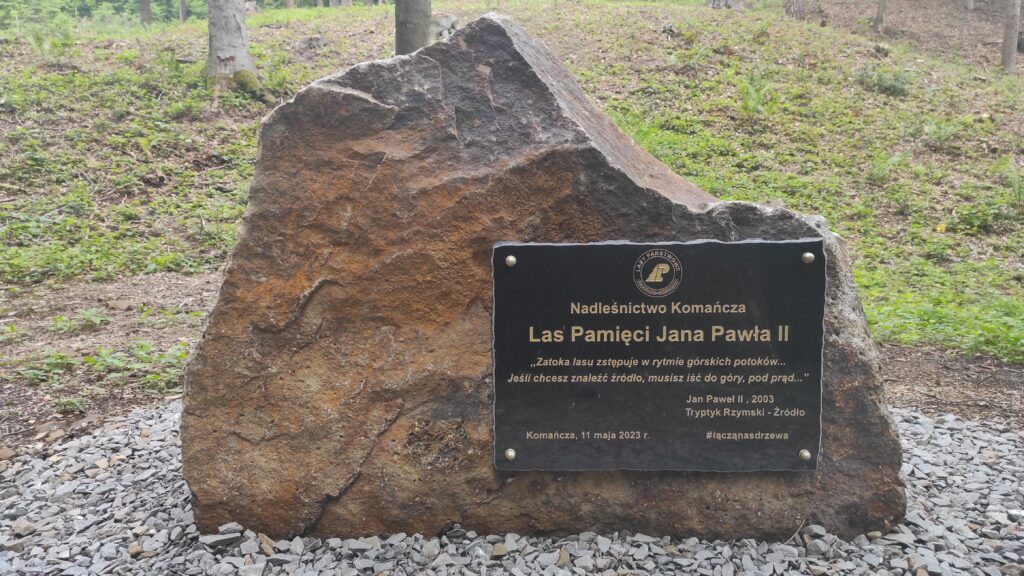 LASY PAŃSTWOWE
Nadleśnictwo Komańcza
Las Pamięci Jana Pawła II
„Zatoka lasu zstępuje w rytmie górskich potoków...
Jeśli chcesz znaleźć źródło, musisz iść do góry, pod prąd..."
Jan Paweł II , 2003
Tryptyk Rzymski - Źródło
Komańcza, 11 maja 2023 r.
#łącząnasdrzewa